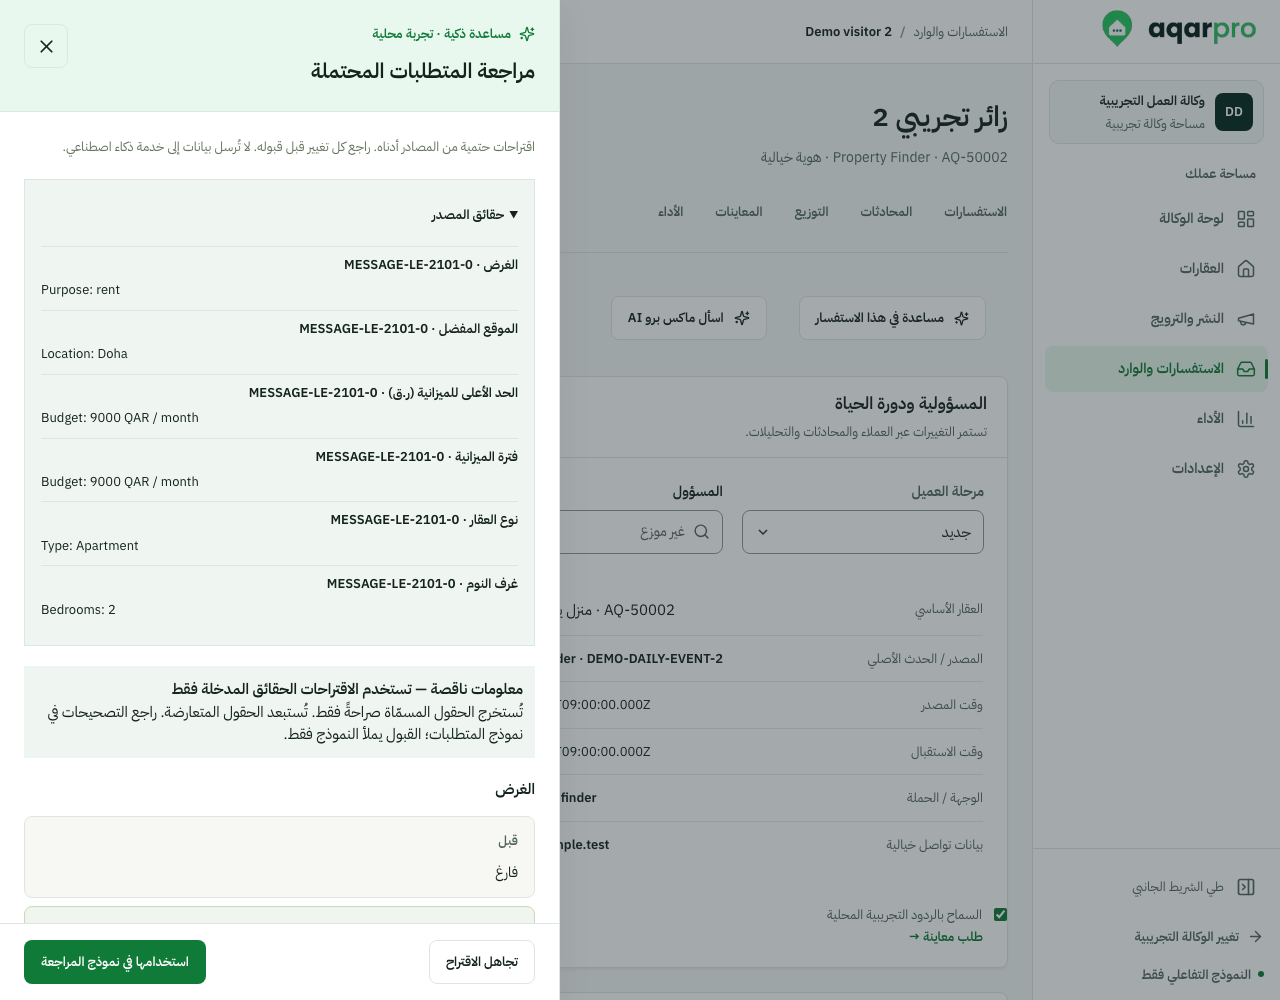 aqarpro
DD
وكالة العمل التجريبية
مساحة وكالة تجريبية
مساحة عملك
لوحة الوكالة
العقارات
النشر والترويج
الاستفسارات والوارد
الأداء
الإعدادات
طي الشريط الجانبي
تغيير الوكالة التجريبية
النموذج التفاعلي فقط
الاستفسارات والوارد / Demo visitor 2
زائر تجريبي 2
Property Finder · AQ-50002 · هوية خيالية
الاستفسارات
المحادثات
التوزيع
المعاينات
الأداء
مساعدة في هذا الاستفسار
اسأل ماكس برو AI
المسؤولية ودورة الحياة
تستمر التغييرات عبر العملاء والمحادثات والتحليلات.
مرحلة العميل
المسؤول
جديد
غير موزع
العقار الأساسي
AQ-50002 · منزل
المصدر / الحدث الأصلي
der · DEMO-DAILY-EVENT-2
وقت المصدر
T09:00:00.000Z
وقت الاستقبال
T09:00:00.000Z
الوجهة / الحملة
finder
بيانات تواصل خيالية
mple.test
السماح بالردود التجريبية المحلية
طلب معاينة →
مساعدة ذكية · تجربة محلية
مراجعة المتطلبات المحتملة
اقتراحات حتمية من المصادر أدناه. راجع كل تغيير قبل قبوله. لا تُرسل بيانات إلى خدمة ذكاء اصطناعي.
▼ حقائق المصدر
الغرض · MESSAGE-LE-2101-0
Purpose: rent
الموقع المفضل · MESSAGE-LE-2101-0
Location: Doha
الحد الأعلى للميزانية (ر.ق) · MESSAGE-LE-2101-0
Budget: 9000 QAR / month
فترة الميزانية · MESSAGE-LE-2101-0
Budget: 9000 QAR / month
نوع العقار · MESSAGE-LE-2101-0
Type: Apartment
غرف النوم · MESSAGE-LE-2101-0
Bedrooms: 2
معلومات ناقصة — تستخدم الاقتراحات الحقائق المدخلة فقط
تُستخرج الحقول المسمّاة صراحةً فقط. تُستبعد الحقول المتعارضة. راجع التصحيحات في
نموذج المتطلبات؛ القبول يملأ النموذج فقط.
الغرض
قبل
فارغ
تجاهل الاقتراح
استخدامها في نموذج المراجعة